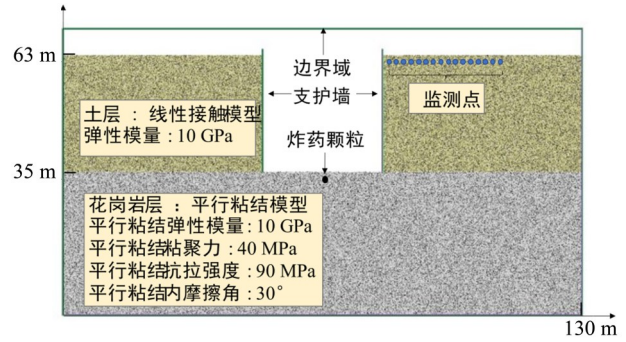 63 m
边界域
支护墙
监测点
土层 : 线性接触模型
弹性模量 : 10 GPa
炸药颗粒
35 m
花岗岩层 ; 平行粘结模型
平行粘结弹性模量 : 10 GPa
平行粘结粘聚力 : 40 MPa
平行粘结抗拉强度 : 90 MPa
平行粘结内摩擦角 : 30°
130 m